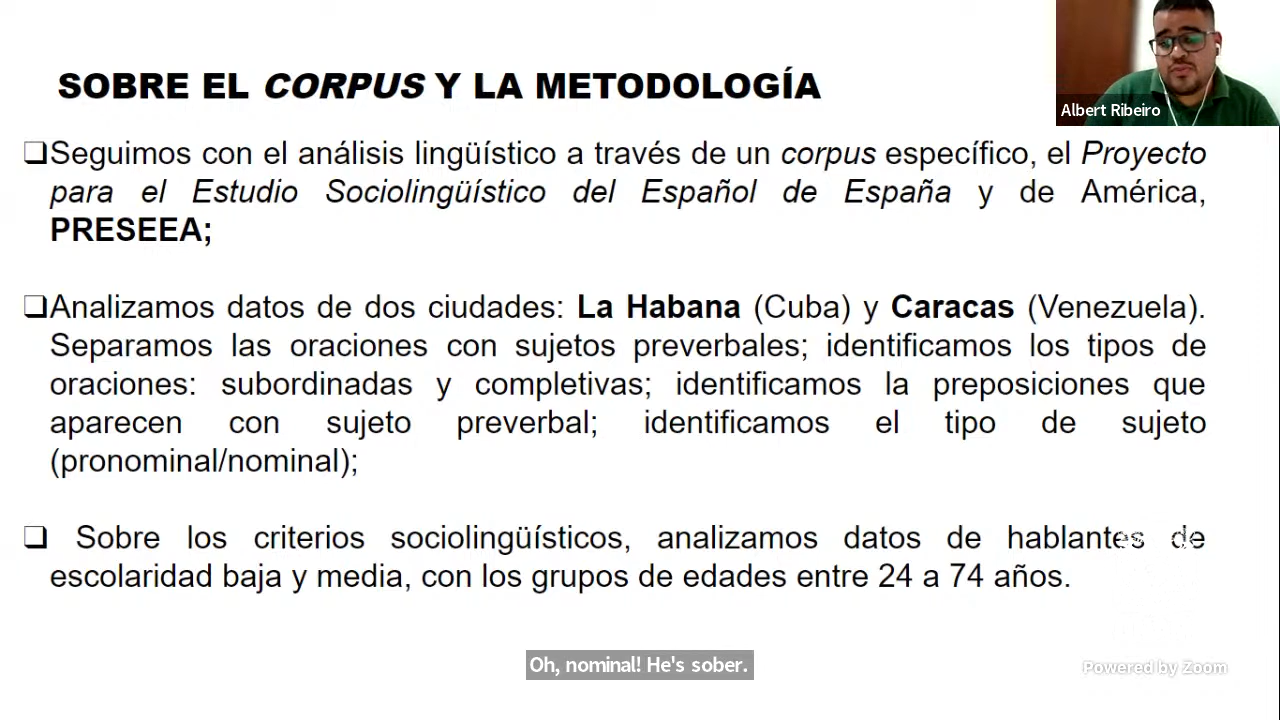 SOBRE EL CORPUS Y LA METODOLOGÍA
Albert Ribeiro
❑Seguimos con el análisis lingüístico a través de un corpus específico, el Proyecto
para el Estudio Sociolingüístico del Español de España y de América,
PRESEEA;
❑Analizamos datos de dos ciudades: La Habana (Cuba) y Caracas (Venezuela).
Separamos las oraciones con sujetos preverbales; identificamos los tipos de
oraciones: subordinadas y completivas; identificamos la preposiciones que
aparecen con sujeto preverbal; identificamos el tipo de sujeto
(pronominal/nominal);
❑ Sobre los criterios sociolingüísticos, analizamos datos de hablantes de
escolaridad baja y media, con los grupos de edades entre 24 a 74 años.
Oh, nominal! He's sober.
Powered by Zoom